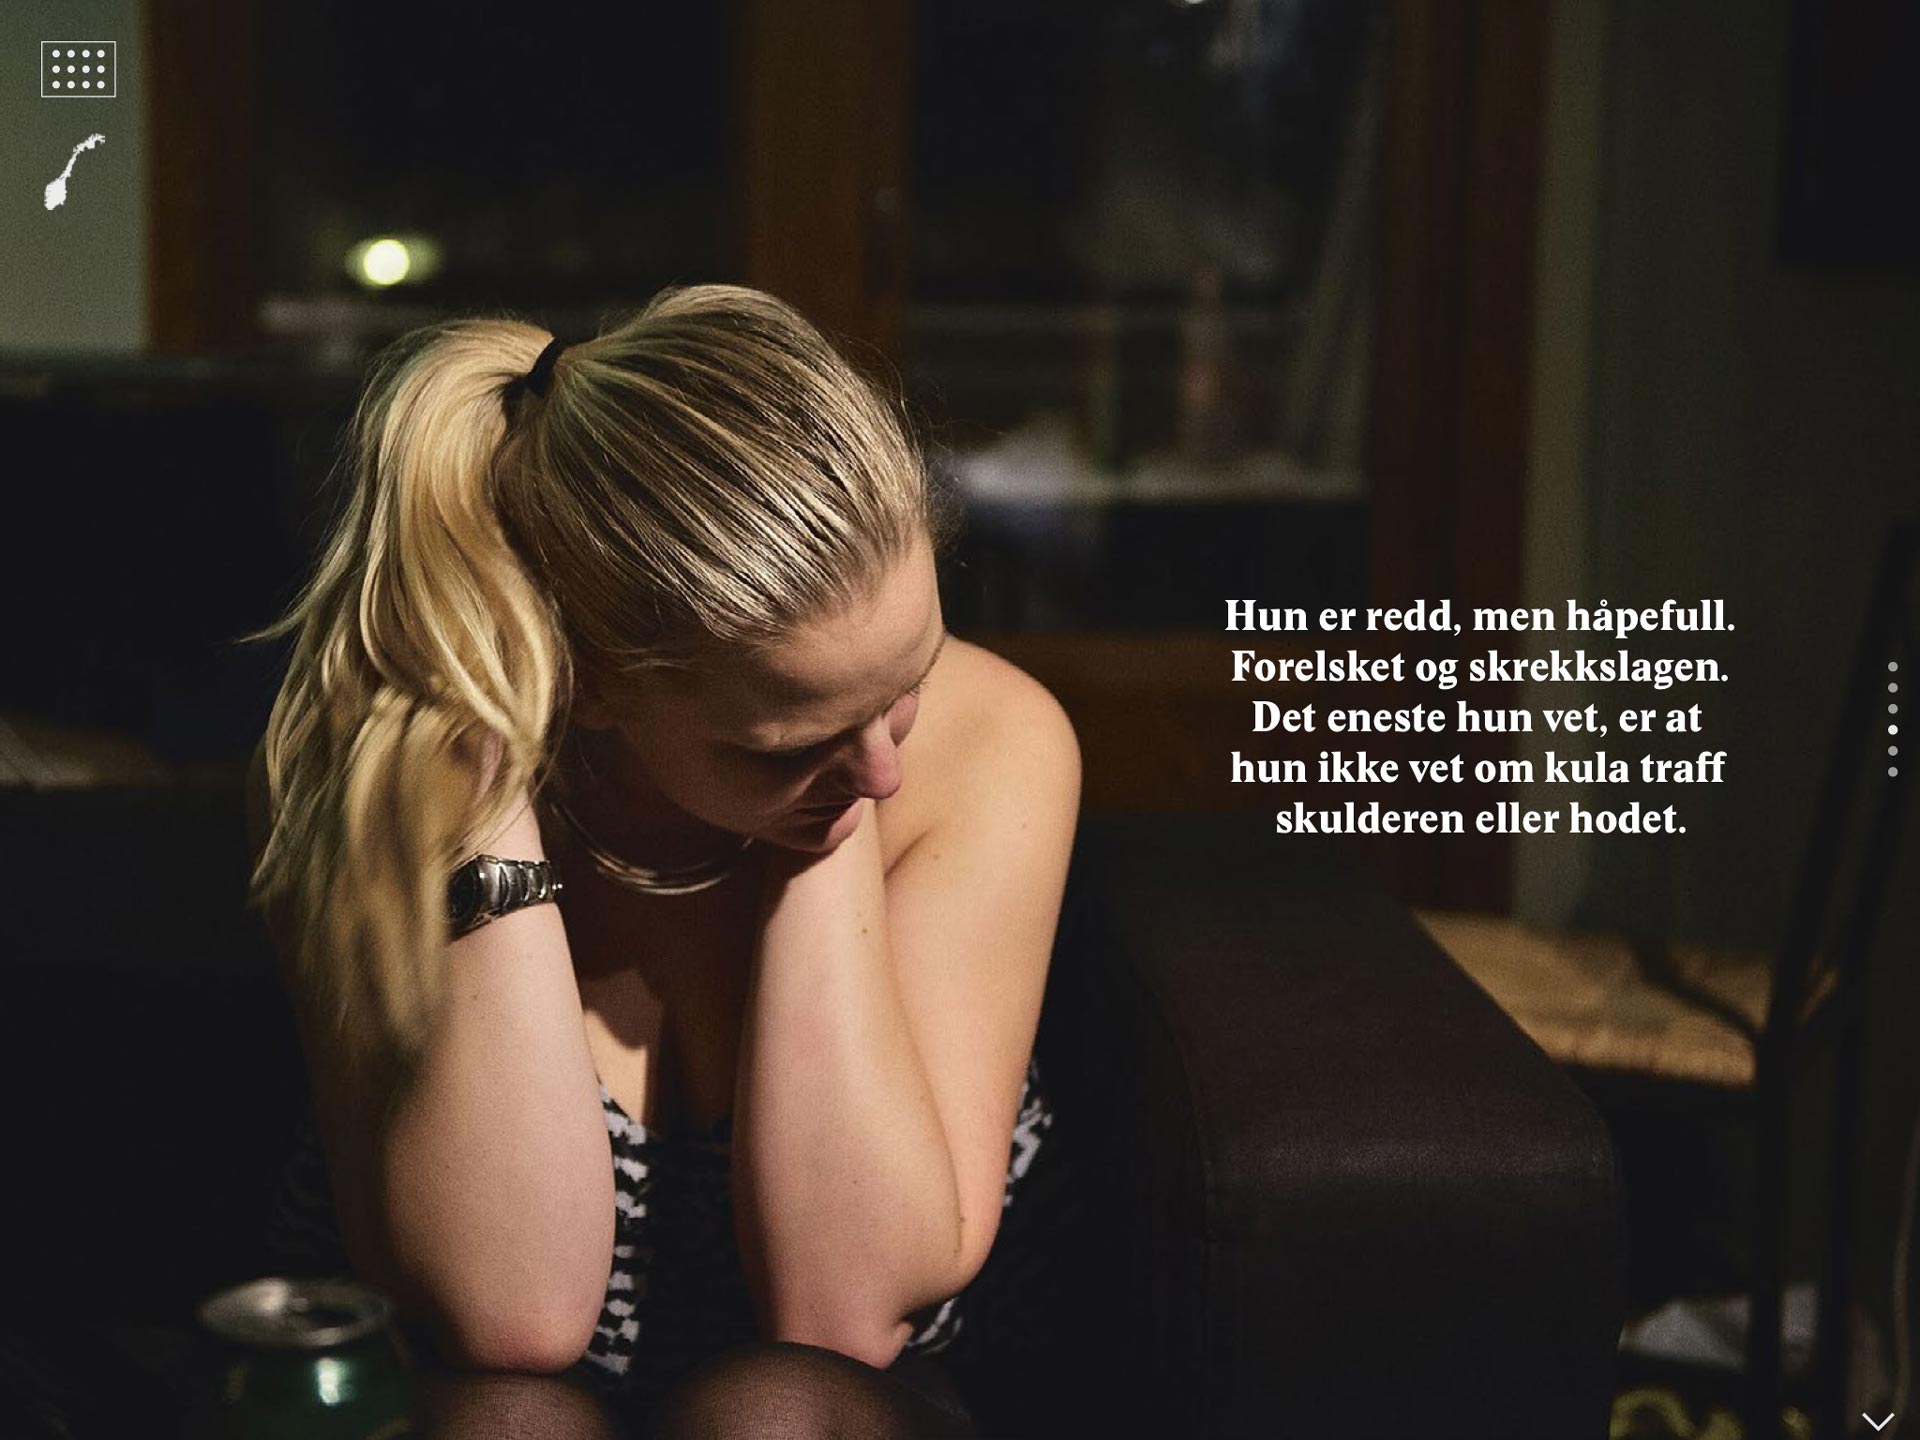 Hun er redd, men håpefull.
Forelsket og skrekkslagen.
Det eneste hun vet, er at
hun ikke vet om kula traff
skulderen eller hodet.